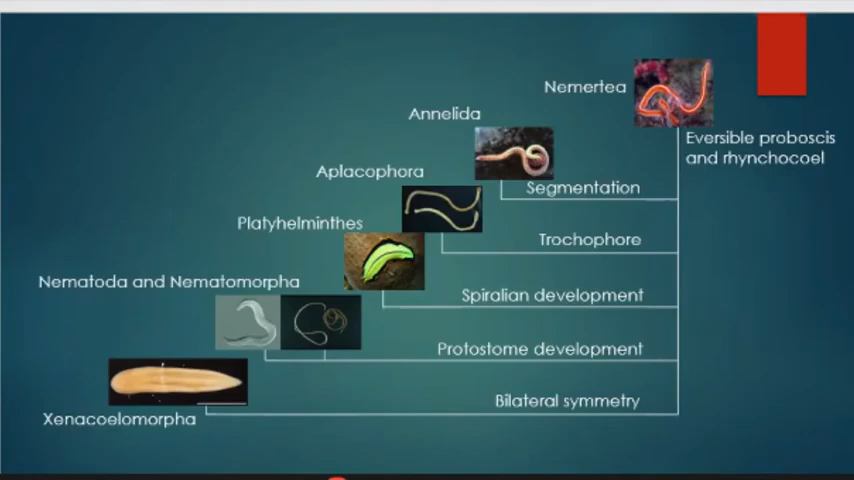 Nemertea
Annelida
Eversible proboscis
and rhynchocoel
Aplacophora
Segmentation
Platyhelminthes
Trochophore
Nematoda and Nematomorpha
Spiralian development
Protostome development
Bilateral symmetry
Xenacoelomorpha